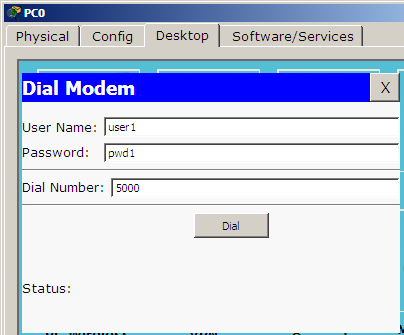 PC0
Physical Config Desktop Software/Services
Dial Modem X
User Name: user1
Password: pwd1
Dial Number: 5000
Dial
Status: